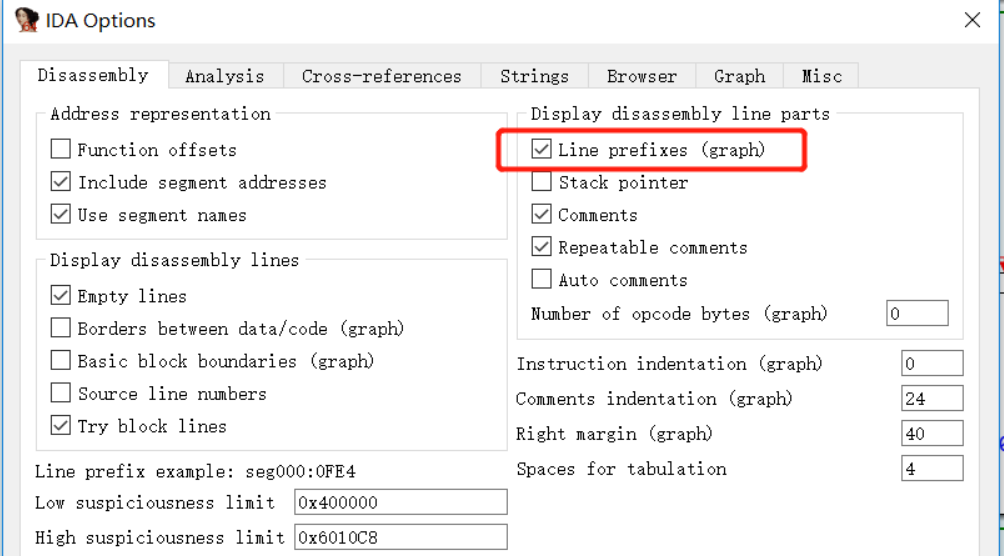 IDA Options
Disassembly Analysis Cross-references Strings Browser Graph Misc
Address representation
Function offsets
Include segment addresses
Use segment names
Display disassembly lines
Empty lines
Borders between data/code (graph)
Basic block boundaries (graph)
Source line numbers
Try block lines
Line prefix example: seg000:0FE4
Low suspiciousness limit 0x400000
High suspiciousness limit 0x6010C8
Display disassembly line parts
Line prefixes (graph)
Stack pointer
Comments
Repeatable comments
Auto comments
Number of opcode bytes (graph) 0
Instruction indentation (graph) 0
Comments indentation (graph) 24
Right margin (graph) 40
Spaces for tabulation 4